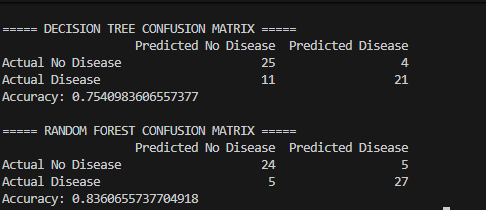 ===== DECISION TREE CONFUSION MATRIX =====
                   Predicted No Disease  Predicted Disease
Actual No Disease                    25                  4
Actual Disease                       11                 21
Accuracy: 0.7540983606557377
===== RANDOM FOREST CONFUSION MATRIX =====
                   Predicted No Disease  Predicted Disease
Actual No Disease                    24                  5
Actual Disease                        5                 27
Accuracy: 0.8360655737704918